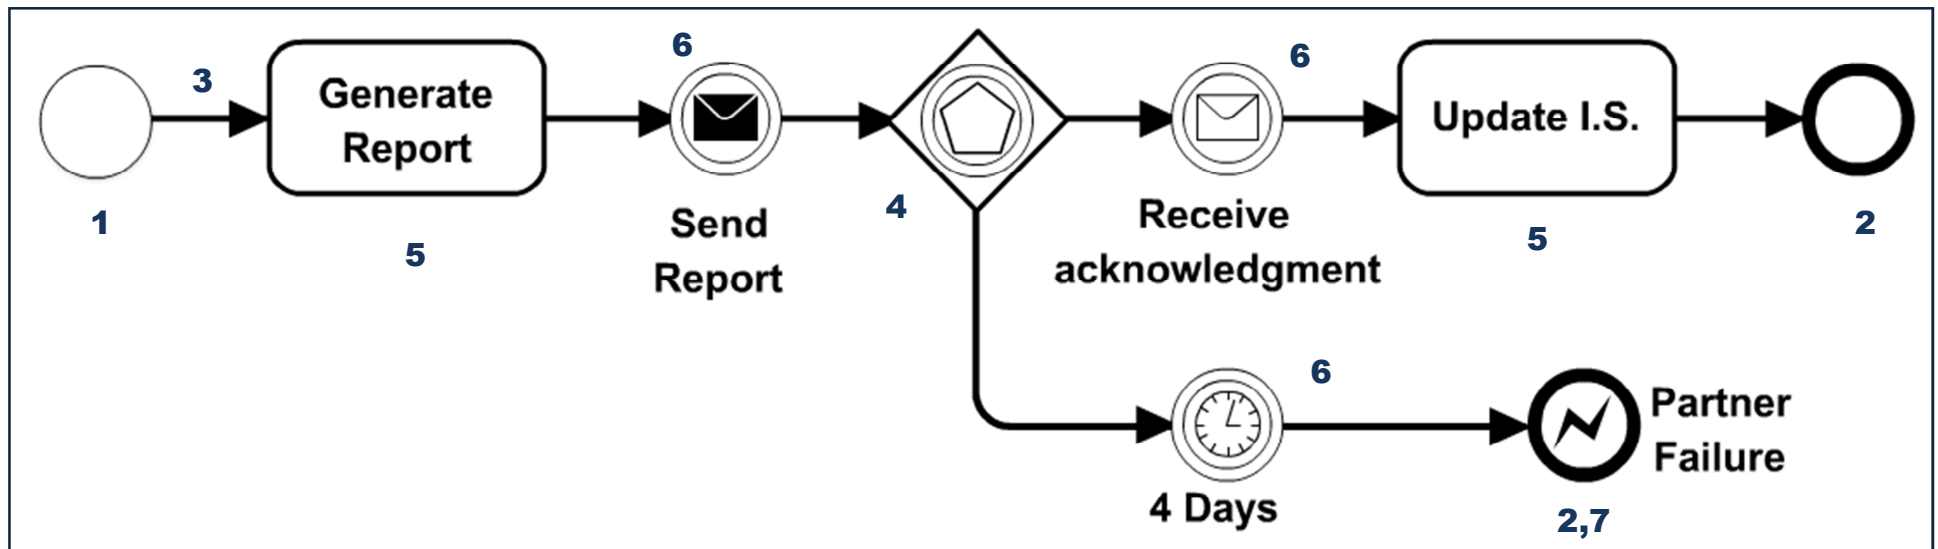 6
6
3
Generate
Report
Update I.S.
1
5
Send
Report
4
Receive
acknowledgment
5
2
6
4 Days
Partner
Failure
2,7